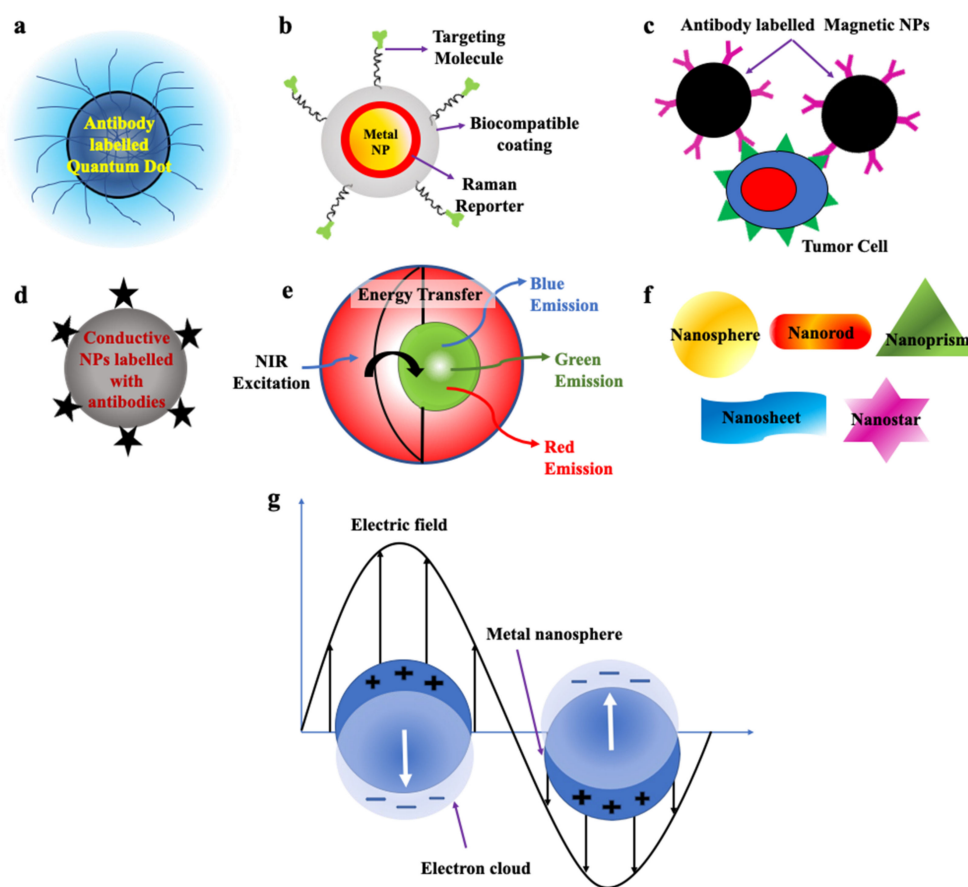 a
Antibody
labelled
Quantum Dot
b
Targeting
Molecule
Metal
NP
Biocompatible
coating
Raman
Reporter
c
Antibody labelled Magnetic NPs
Tumor Cell
d
Conductive
NPs labelled
with
antibodies
e
Energy Transfer
NIR
Excitation
Blue
Emission
Green
Emission
Red
Emission
f
Nanosphere
Nanorod
Nanoprism
Nanosheet
Nanostar
g
Electric field
Metal nanosphere
+ + +
− − −
− − −
+ + +
Electron cloud